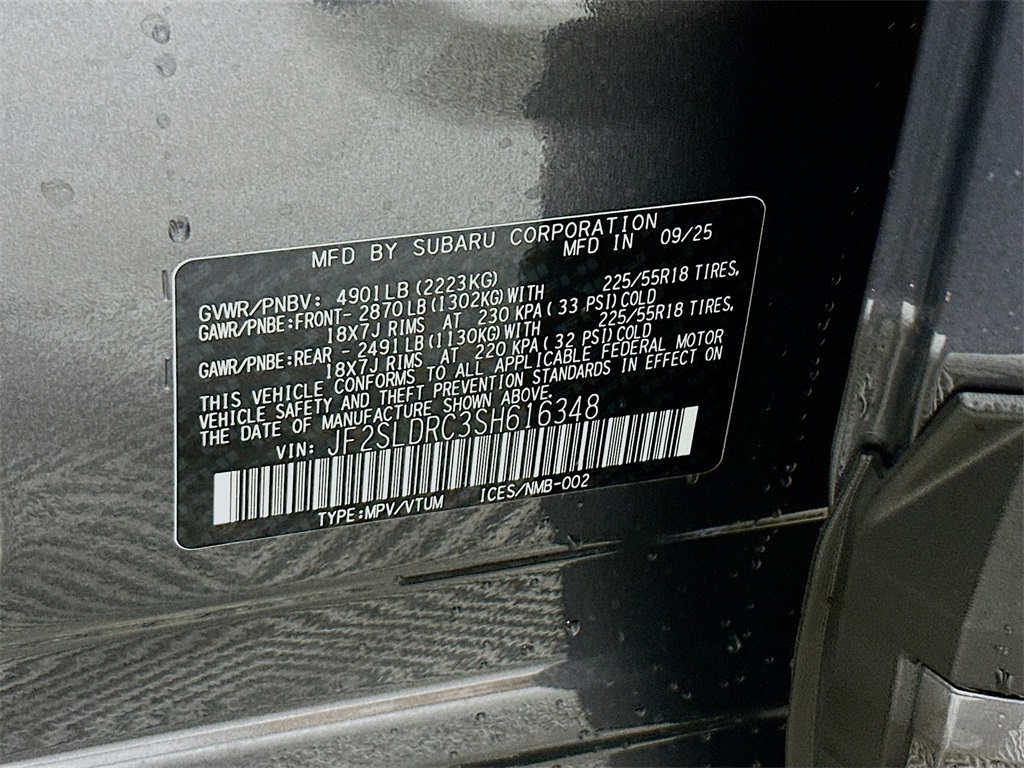 MFD BY SUBARU CORPORATION
MFD IN 09/25
GVWR/PNBV: 4901LB(2223KG)
GAWR/PNBE:FRONT- 2870LB(1302KG)WITH 225/55R18 TIRES,
18X7J RIMS AT 230 KPA( 33 PSI)COLD
GAWR/PNBE:REAR - 2491LB(1130KG)WITH 225/55R18 TIRES,
18X7J RIMS AT 220 KPA( 32 PSI)COLD
THIS VEHICLE CONFORMS TO ALL APPLICABLE FEDERAL MOTOR
VEHICLE SAFETY AND THEFT PREVENTION STANDARDS IN EFFECT ON
THE DATE OF MANUFACTURE SHOWN ABOVE.
VIN: JF2SLDRC3SH616348
TYPE:MPV/VTUM ICES/NMB-002